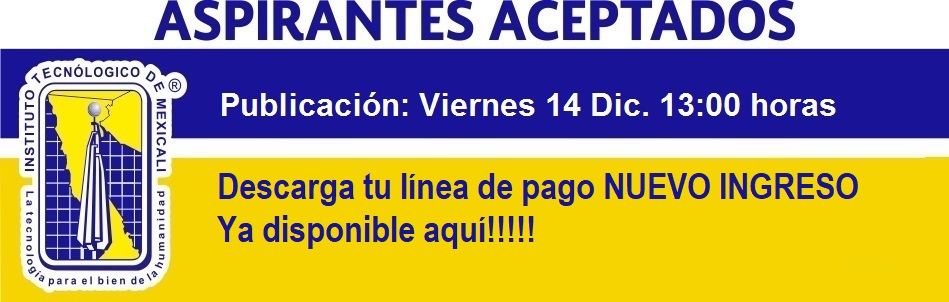 ASPIRANTES ACEPTADOS
INSTITUTO TECNÓLOGICO DE MEXICALI ®
Publicación: Viernes 14 Dic. 13:00 horas
Descarga tu línea de pago NUEVO INGRESO
Ya disponible aquí!!!!!
La tecnología para el bien de la humanidad